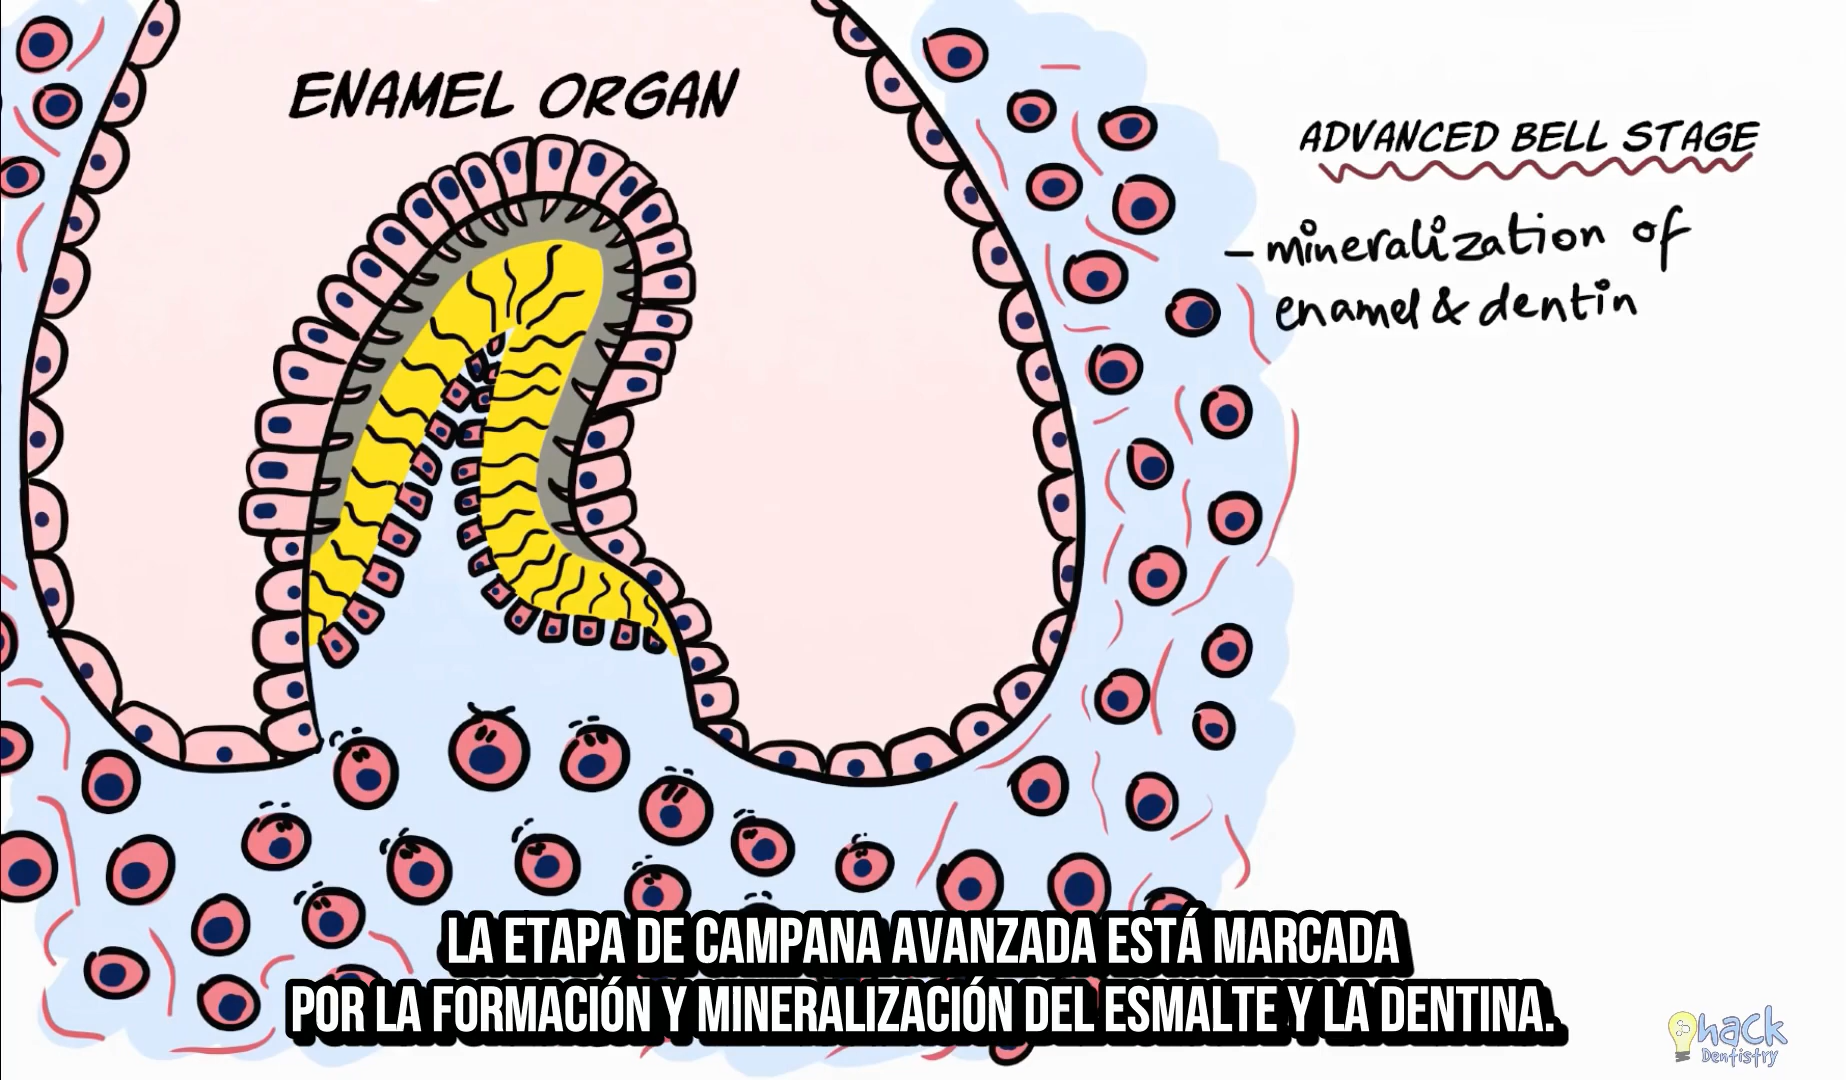 ENAMEL ORGAN
ADVANCED BELL STAGE
- mineralization of
enamel & dentin
LA ETAPA DE CAMPANA AVANZADA ESTÁ MARCADA
POR LA FORMACIÓN Y MINERALIZACIÓN DEL ESMALTE Y LA DENTINA.
hack
Dentistry